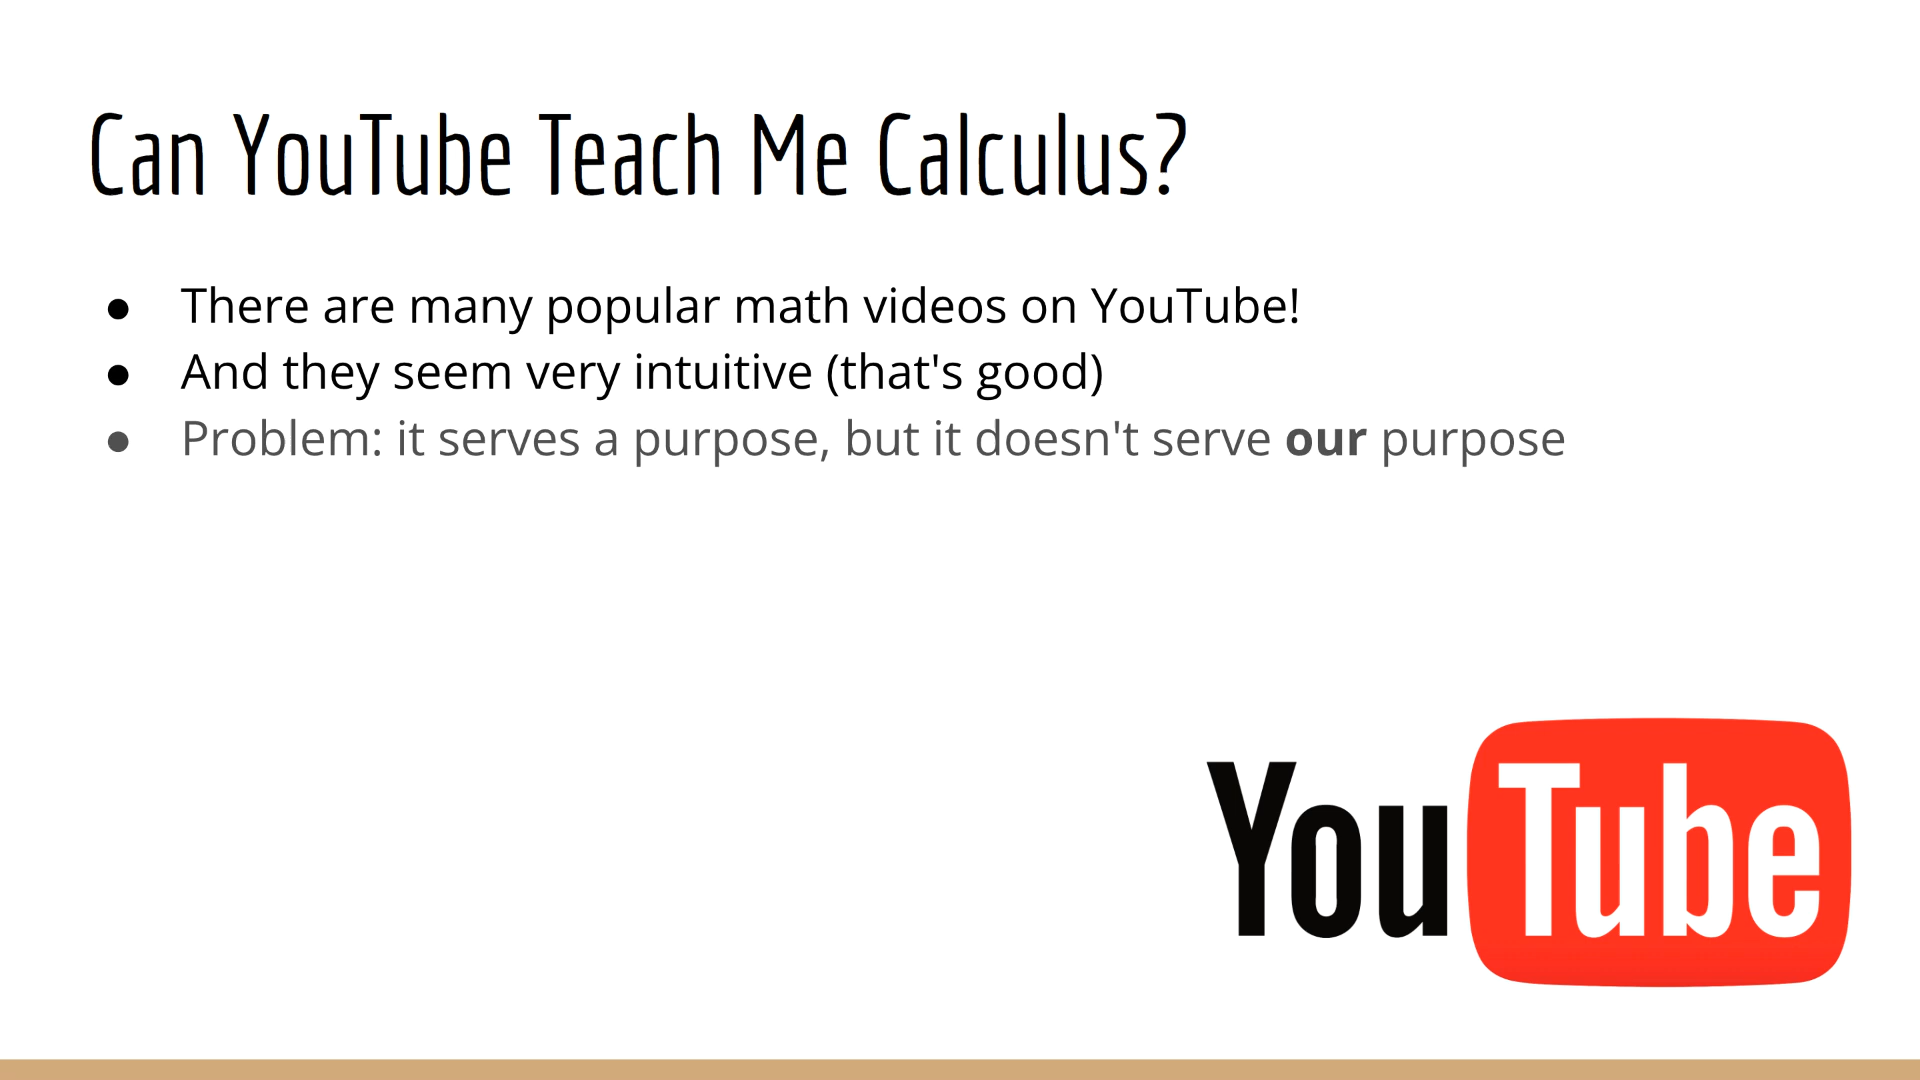 Can YouTube Teach Me Calculus?
● There are many popular math videos on YouTube!
● And they seem very intuitive (that's good)
● Problem: it serves a purpose, but it doesn't serve our purpose
YouTube